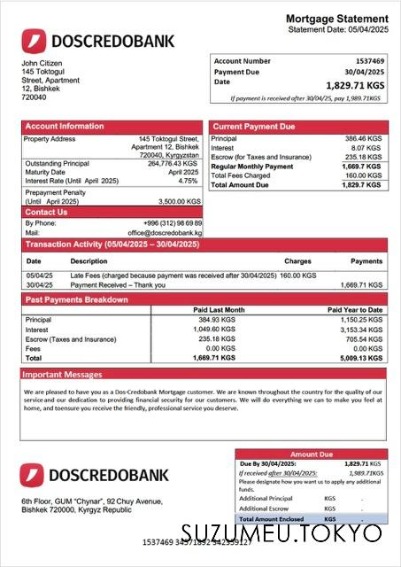 Mortgage Statement
Statement Date: 05/04/2025
DOSCREDOBANK
John Citizen
145 Toktogul
Street, Apartment
12, Bishkek
720040
Account Number 1537469
Payment Due 30/04/2025
Date 1,829.71 KGS
If payment is received after 30/04/25, pay 1,989.71KGS
Account Information
Property Address 145 Toktogul Street,
Apartment 12, Bishkek,
720040, Kyrgyzstan
Outstanding Principal 264,776.43 KGS
Maturity Date April 2025
Interest Rate (Until April 2025) 4.75%
Prepayment Penalty
(Until April 2025) 3,500.00 KGS
Contact Us
By Phone: +996 (312) 98 69 89
Mail: office@doscredobank.kg
Current Payment Due
Principal 386.46 KGS
Interest 8.07 KGS
Escrow (for Taxes and Insurance) 235.18 KGS
Regular Monthly Payment 1,669.7 KGS
Total Fees Charged 160.00 KGS
Total Amount Due 1,829.7 KGS
Transaction Activity (05/04/2025 – 30/04/2025)
Date Description Charges Payments
05/04/25 Late Fees (charged because payment was received after 30/04/2025) 160.00 KGS
30/04/25 Payment Received – Thank you 1,669.71 KGS
Past Payments Breakdown
Paid Last Month Paid Year to Date
Principal 384.93 KGS 1,150.25 KGS
Interest 1,049.60 KGS 3,153.34 KGS
Escrow (Taxes and Insurance) 235.18 KGS 705.54 KGS
Fees 0.00 KGS 0.00 KGS
Total 1,669.71 KGS 5,009.13 KGS
Important Messages
We are pleased to have you as a Dos-Credobank Mortgage customer. We are known throughout the country for the quality of our
service and our dedication to providing financial security for our customers. We will do everything we can to make you feel at
home, and toensure you receive the friendly, professional service you deserve.
DOSCREDOBANK
6th Floor, GUM "Chynar", 92 Chuy Avenue,
Bishkek 720000, Kyrgyz Republic
Amount Due
Due By 30/04/2025: 1,829.71 KGS
If received after 30/04/2025: 1,989.71KGS
Please designate how you want us to apply any additional
funds.
Additional Principal KGS .
Additional Escrow KGS .
Total Amount Enclosed KGS .
SUZUMEU.TOKYO
1537469